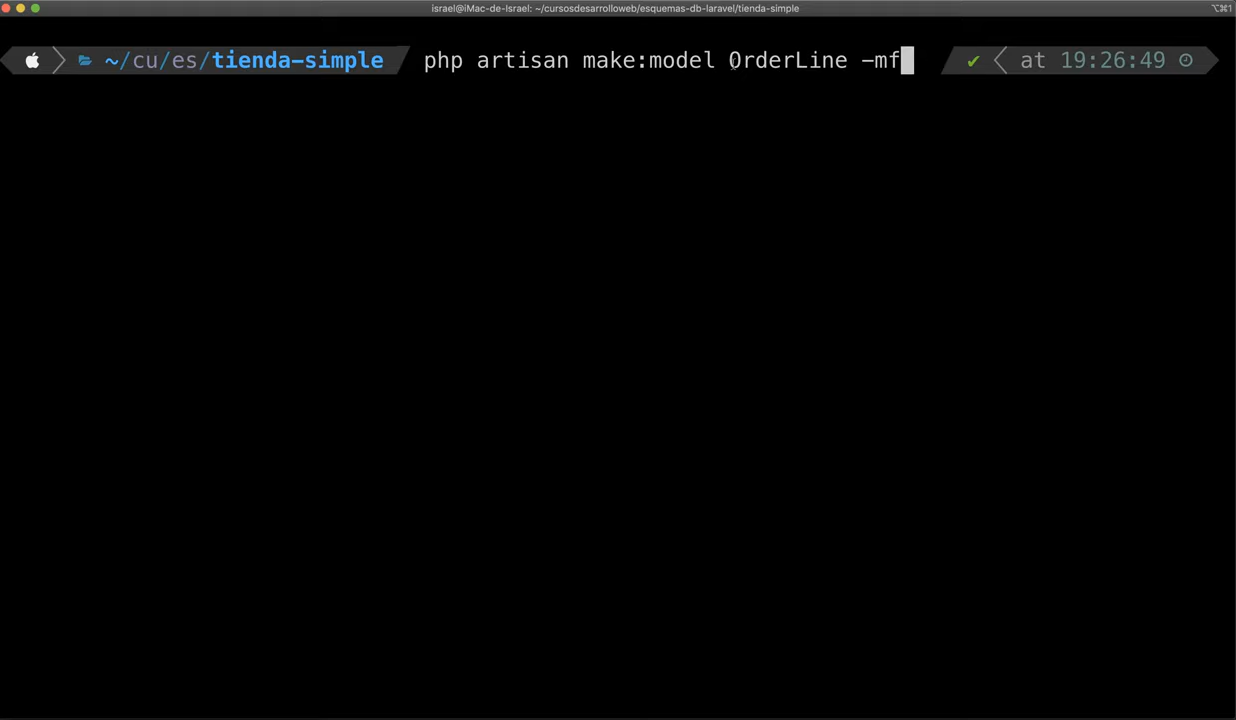 israel@iMac-de-Israel: ~/cursosdesarrolloweb/esquemas-db-laravel/tienda-simple ⌥⌘1
~/cu/es/tienda-simple php artisan make:model OrderLine -mf ✔ at 19:26:49